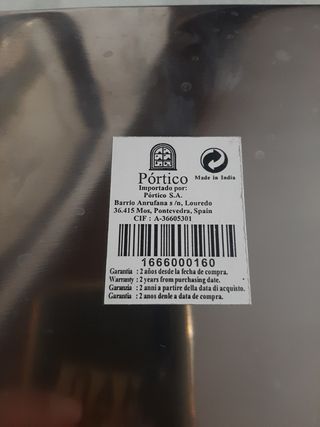 Pórtico
Made in India
Importado por:
Pórtico S.A.
Barrio Anrufana s/n, Louredo
36.415 Mos, Pontevedra, Spain
CIF : A-36605301
1666000160
Garantia : 2 años desde la fecha de compra.
Warranty : 2 years from purchasing date.
Garanzia : 2 anni a partire della data di acquisto.
Garantia : 2 anos denle a data de compra.